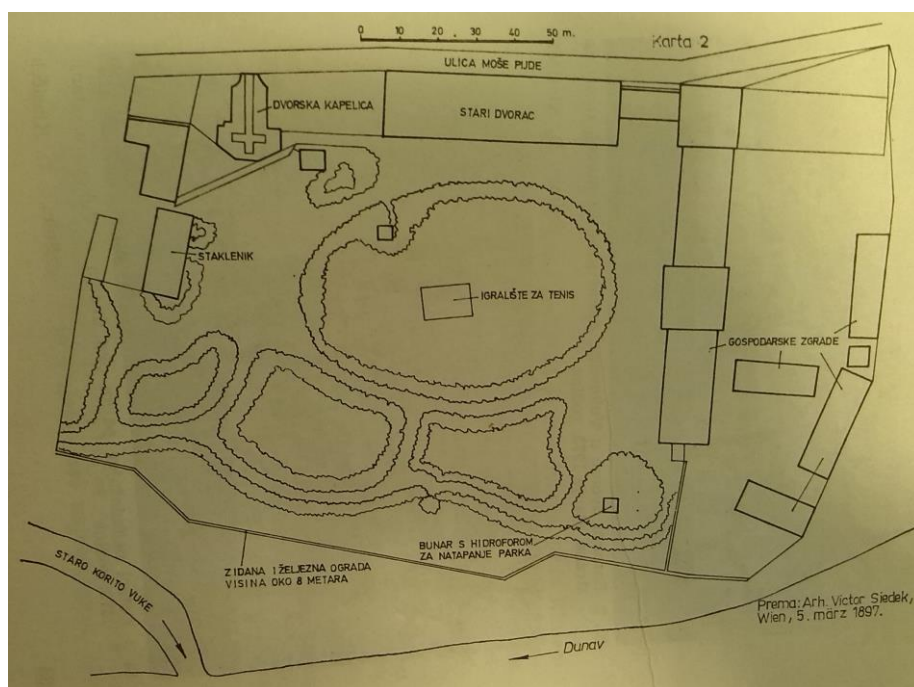 0 10 20 30 40 50 m.
Karta 2
ULICA MOŠE PIJADE
DVORSKA KAPELICA
STARI DVORAC
STAKLENIK
IGRALIŠTE ZA TENIS
GOSPODARSKE ZGRADE
BUNAR S HIDROFOROM
ZA NATAPANJE PARKA
ZIDANA I ŽELJEZNA OGRADA
VISINA OKO 8 METARA
STARO KORITO VUKE
Prema: Arh. Victor Siedek,
Wien, 5. märz 1897.
Dunav